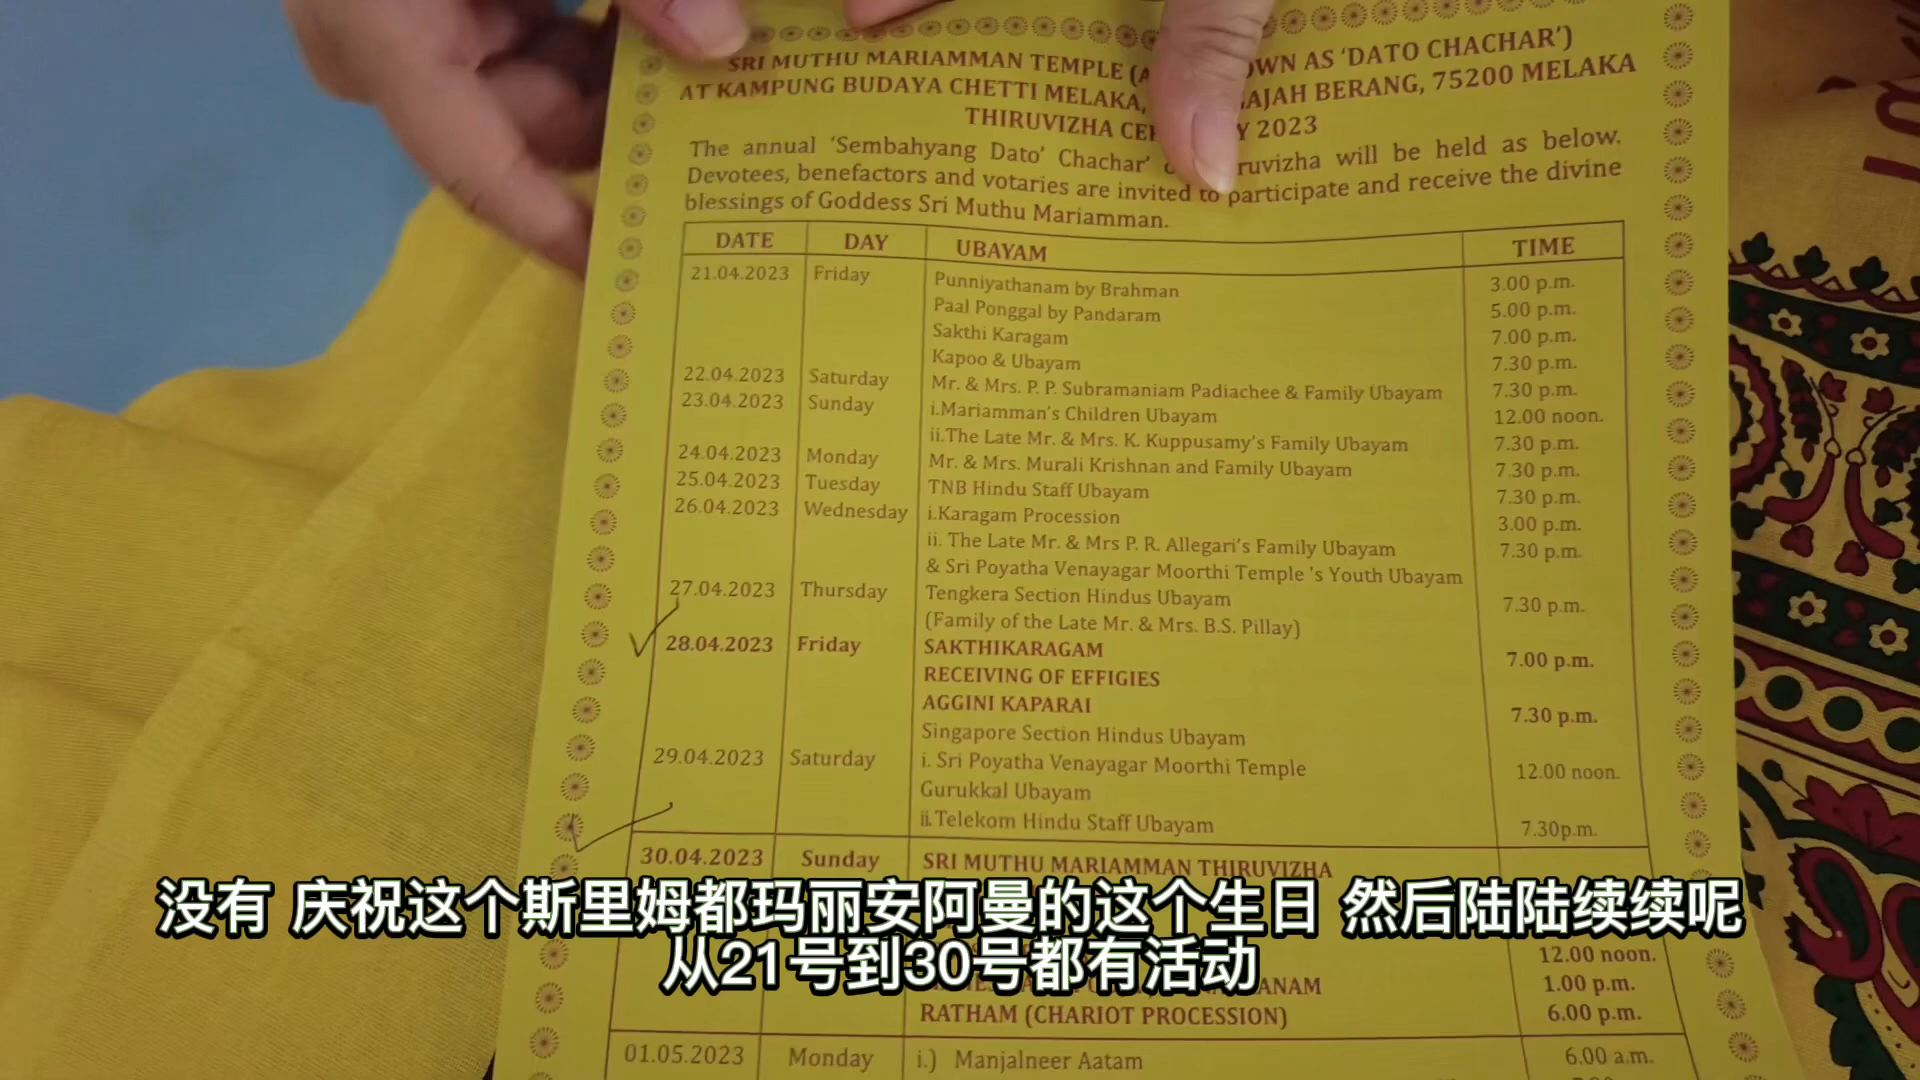 SRI MUTHU MARIAMMAN TEMPLE ( OWN AS ‘DATO CHACHAR’)
AT KAMPUNG BUDAYA CHETTI MELAKA, GAJAH BERANG, 75200 MELAKA
THIRUVIZHA 2023
The annual ‘Sembahyang Dato’ Chachar’ ruvizha will be held as below.
Devotees, benefactors and votaries are invited to participate and receive the divine
blessings of Goddess Sri Muthu Mariamman.
DATE DAY UBAYAM TIME
21.04.2023 Friday Punniyathanam by Brahman 3.00 p.m.
Paal Ponggal by Pandaram 5.00 p.m.
Sakthi Karagam 7.00 p.m.
Kapoo & Ubayam 7.30 p.m.
22.04.2023 Saturday Mr. & Mrs. P. P. Subramaniam Padiachee & Family Ubayam 7.30 p.m.
23.04.2023 Sunday i.Mariamman’s Children Ubayam 12.00 noon.
ii.The Late Mr. & Mrs. K. Kuppusamy’s Family Ubayam 7.30 p.m.
24.04.2023 Monday Mr. & Mrs. Murali Krishnan and Family Ubayam 7.30 p.m.
25.04.2023 Tuesday TNB Hindu Staff Ubayam 7.30 p.m.
26.04.2023 Wednesday i.Karagam Procession 3.00 p.m.
ii. The Late Mr. & Mrs P. R. Allegari’s Family Ubayam 7.30 p.m.
& Sri Poyatha Venayagar Moorthi Temple 's Youth Ubayam
27.04.2023 Thursday Tengkera Section Hindus Ubayam 7.30 p.m.
(Family of the Late Mr. & Mrs. B.S. Pillay)
28.04.2023 Friday SAKTHIKARAGAM 7.00 p.m.
RECEIVING OF EFFIGIES
AGGINI KAPARAI 7.30 p.m.
Singapore Section Hindus Ubayam
29.04.2023 Saturday i. Sri Poyatha Venayagar Moorthi Temple 12.00 noon.
Gurukkal Ubayam
ii.Telekom Hindu Staff Ubayam 7.30p.m.
30.04.2023 Sunday SRI MUTHU MARIAMMAN THIRUVIZHA
没有 庆祝这个斯里姆都玛丽安阿曼的这个生日 然后陆陆续续呢
从21号到30号都有活动
12.00 noon.
1.00 p.m.
RATHAM (CHARIOT PROCESSION) 6.00 p.m.
01.05.2023 Monday i.) Manjalneer Aatam 6.00 a.m.